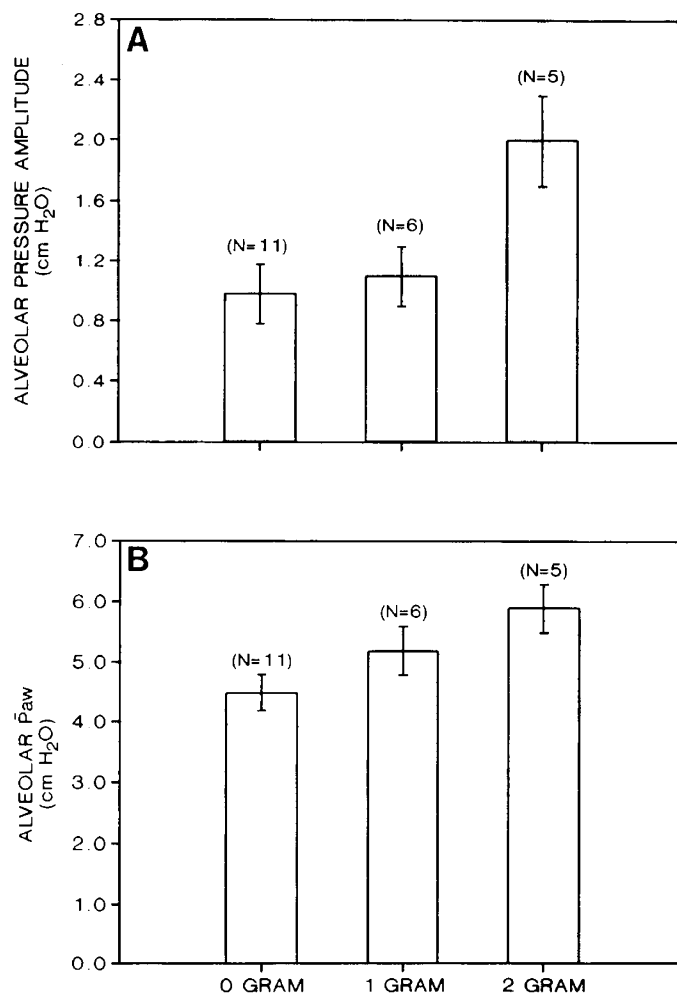 A
ALVEOLAR PRESSURE AMPLITUDE
(cm H₂O)
2.8
2.4
2.0
1.6
1.2
0.8
0.4
0.0
(N=11)
(N=6)
(N=5)
B
ALVEOLAR P̄aw
(cm H₂O)
7.0
6.0
5.0
4.0
3.0
2.0
1.0
0.0
(N=11)
(N=6)
(N=5)
0 GRAM
1 GRAM
2 GRAM